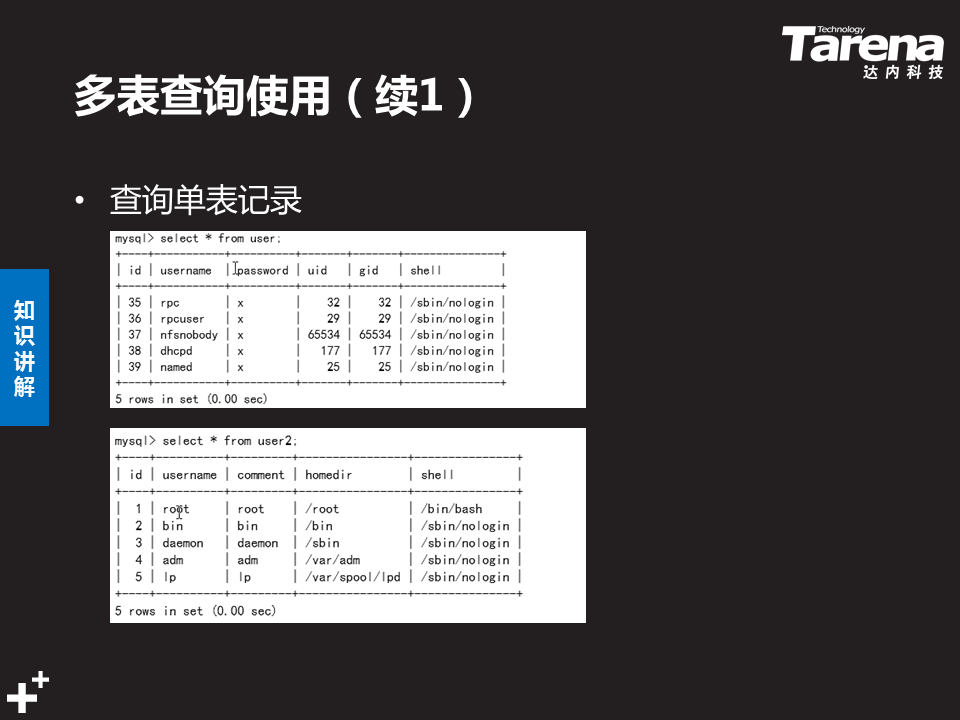 Technology
Tarena
达内科技
多表查询使用（续1）
• 查询单表记录
知识讲解
mysql> select * from user;
+----+-----------+----------+-------+-------+---------------+
| id | username | password | uid | gid | shell |
+----+-----------+----------+-------+-------+---------------+
| 35 | rpc | x | 32 | 32 | /sbin/nologin |
| 36 | rpcuser | x | 29 | 29 | /sbin/nologin |
| 37 | nfsnobody | x | 65534 | 65534 | /sbin/nologin |
| 38 | dhcpd | x | 177 | 177 | /sbin/nologin |
| 39 | named | x | 25 | 25 | /sbin/nologin |
+----+-----------+----------+-------+-------+---------------+
5 rows in set (0.00 sec)
mysql> select * from user2;
+----+----------+---------+----------------+---------------+
| id | username | comment | homedir | shell |
+----+----------+---------+----------------+---------------+
| 1 | root | root | /root | /bin/bash |
| 2 | bin | bin | /bin | /sbin/nologin |
| 3 | daemon | daemon | /sbin | /sbin/nologin |
| 4 | adm | adm | /var/adm | /sbin/nologin |
| 5 | lp | lp | /var/spool/lpd | /sbin/nologin |
+----+----------+---------+----------------+---------------+
5 rows in set (0.00 sec)